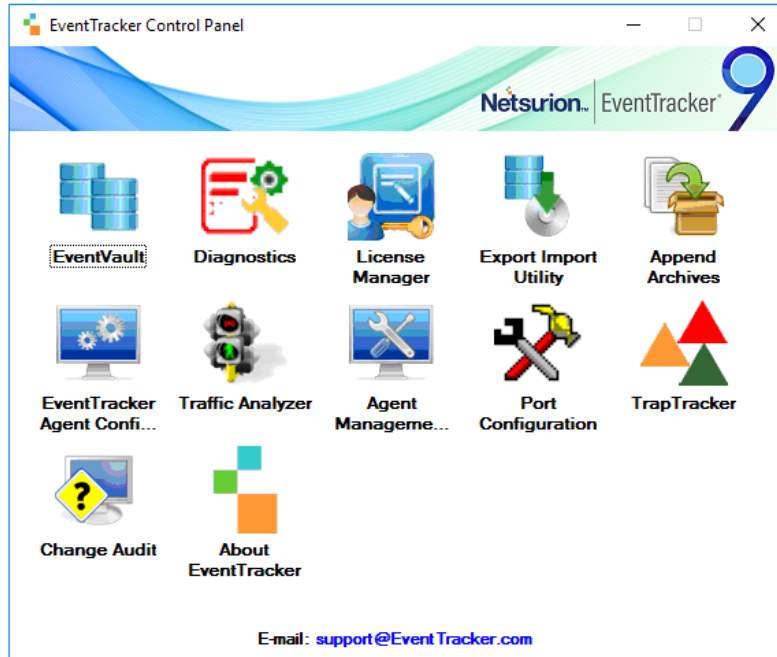 EventTracker Control Panel
Netsurion™ EventTracker® 9
EventVault
Diagnostics
License
Manager
Export Import
Utility
Append
Archives
EventTracker
Agent Confi...
Traffic Analyzer
Agent
Manageme...
Port
Configuration
TrapTracker
?
Change Audit
About
EventTracker
E-mail: support@EventTracker.com